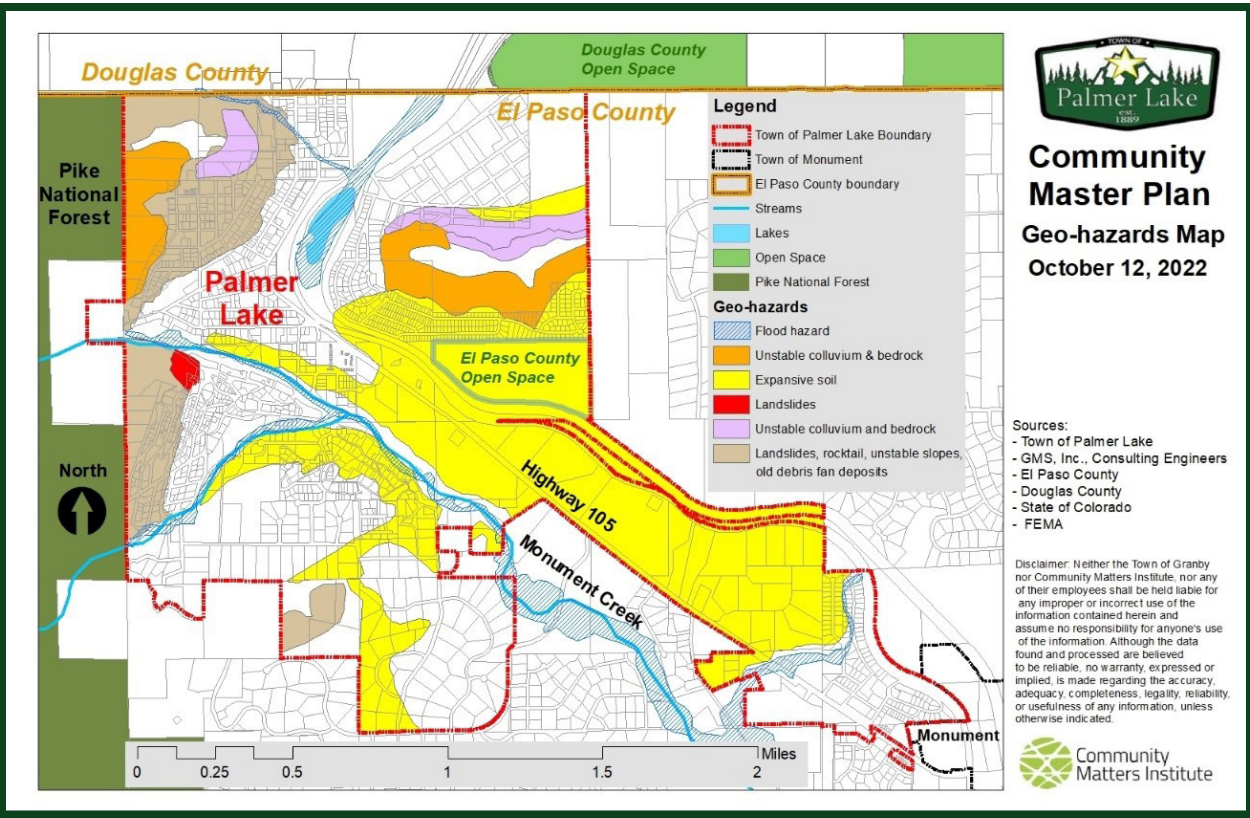 Douglas County
Douglas County
Open Space
El Paso County
Pike
National
Forest
Palmer
Lake
El Paso County
Open Space
North
Highway 105
Monument Creek
Monument
0 0.25 0.5 1 1.5 2
Miles
Legend
Town of Palmer Lake Boundary
Town of Monument
El Paso County boundary
Streams
Lakes
Open Space
Pike National Forest
Geo-hazards
Flood hazard
Unstable colluvium & bedrock
Expansive soil
Landslides
Unstable colluvium and bedrock
Landslides, rocktail, unstable slopes,
old debris fan deposits
TOWN OF
Palmer Lake
est.
1889
Community
Master Plan
Geo-hazards Map
October 12, 2022
Sources:
- Town of Palmer Lake
- GMS, Inc., Consulting Engineers
- El Paso County
- Douglas County
- State of Colorado
- FEMA
Disclaimer: Neither the Town of Granby
nor Community Matters Institute, nor any
of their employees shall be held liable for
any improper or incorrect use of the
information contained herein and
assume no responsibility for anyone's use
of the information. Although the data
found and processed are believed
to be reliable, no warranty, expressed or
implied, is made regarding the accuracy,
adequacy, completeness, legality, reliability,
or usefulness of any information, unless
otherwise indicated.
Community
Matters Institute